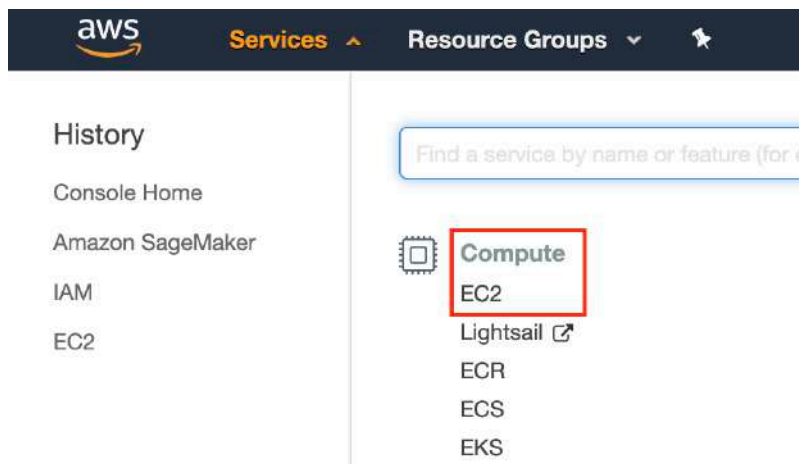 aws Services Resource Groups
History
Console Home
Amazon SageMaker
IAM
EC2
Find a service by name or feature (for
Compute
EC2
Lightsail
ECR
ECS
EKS